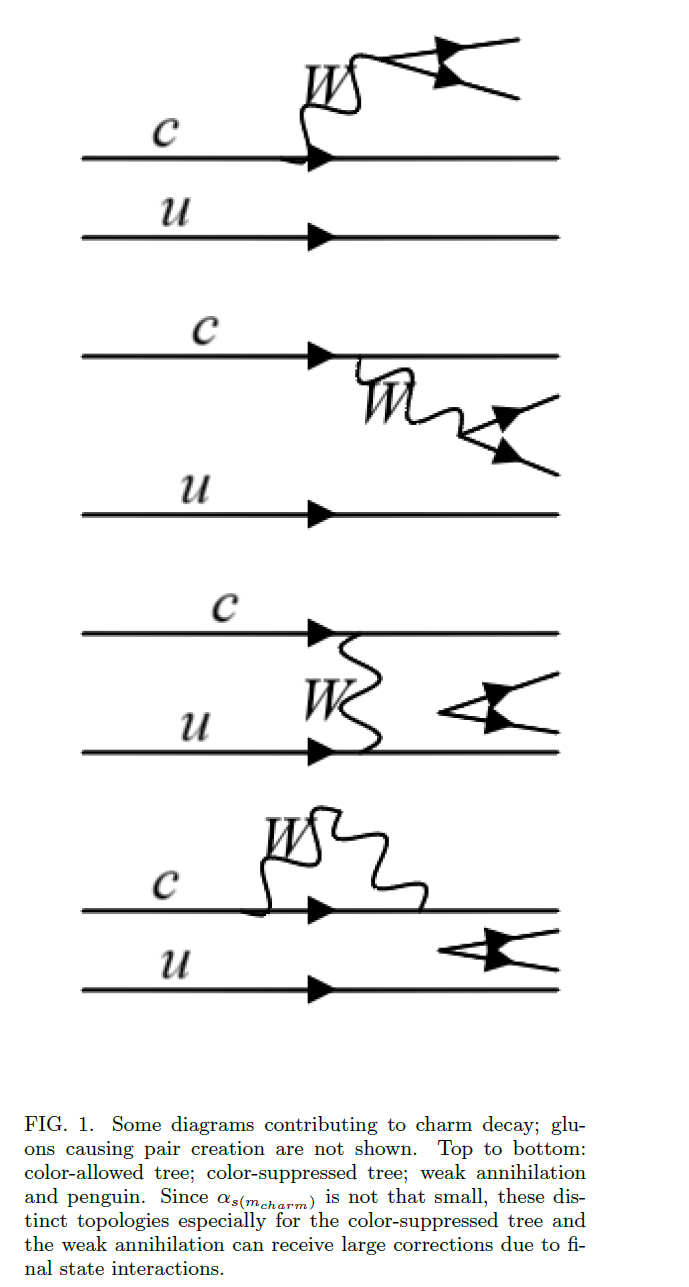 W
c
u
c
W
u
c
W
u
W
c
u
FIG. 1. Some diagrams contributing to charm decay; glu-
ons causing pair creation are not shown. Top to bottom:
color-allowed tree; color-suppressed tree; weak annihilation
and penguin. Since α_{s(m_{charm})} is not that small, these dis-
tinct topologies especially for the color-suppressed tree and
the weak annihilation can receive large corrections due to fi-
nal state interactions.